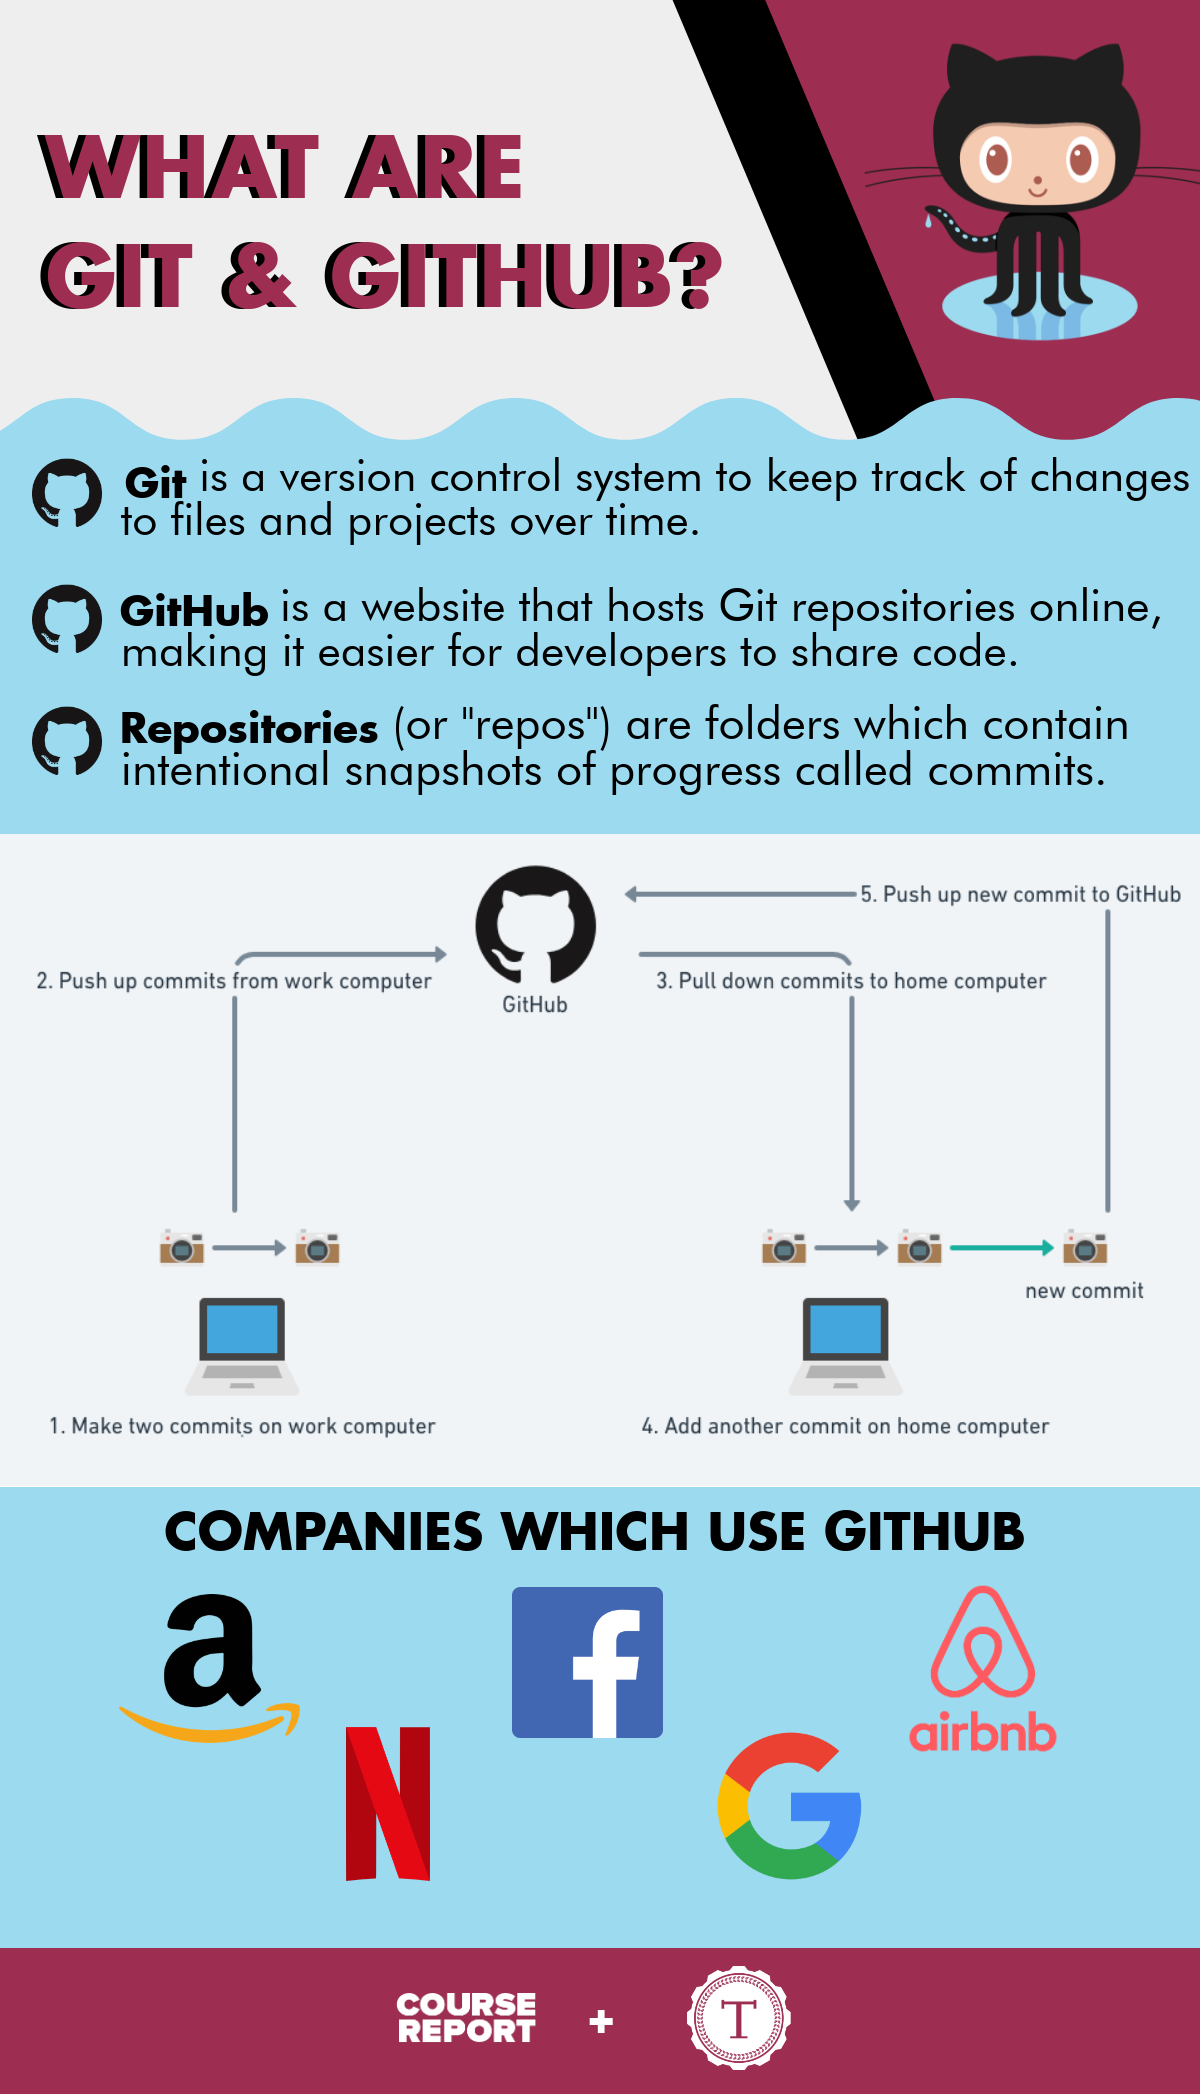 WHAT ARE
GIT & GITHUB?
Git is a version control system to keep track of changes
to files and projects over time.
GitHub is a website that hosts Git repositories online,
making it easier for developers to share code.
Repositories (or "repos") are folders which contain
intentional snapshots of progress called commits.
5. Push up new commit to GitHub
2. Push up commits from work computer
3. Pull down commits to home computer
GitHub
new commit
1. Make two commits on work computer
4. Add another commit on home computer
COMPANIES WHICH USE GITHUB
a
f
airbnb
N
G
COURSE
REPORT
+
T